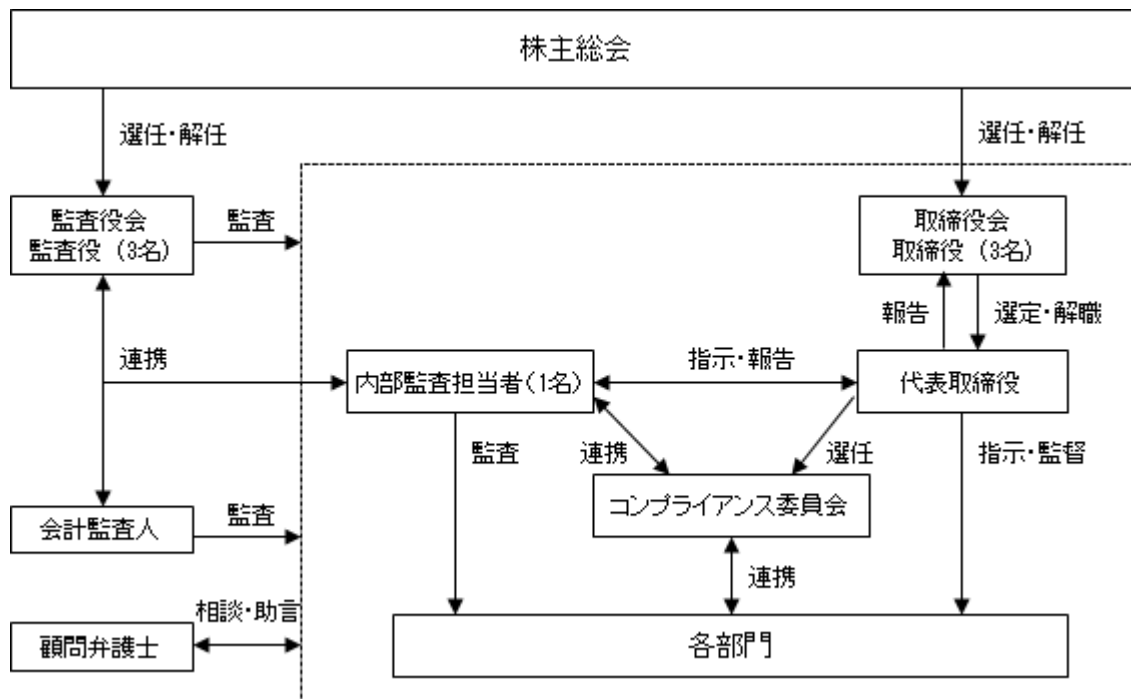 株主総会
選任・解任
選任・解任
監査役会
監査役（3名）
監査
取締役会
取締役（3名）
報告
選定・解職
連携
内部監査担当者（1名）
指示・報告
代表取締役
監査
連携
選任
指示・監督
コンプライアンス委員会
会計監査人
監査
連携
相談・助言
顧問弁護士
各部門